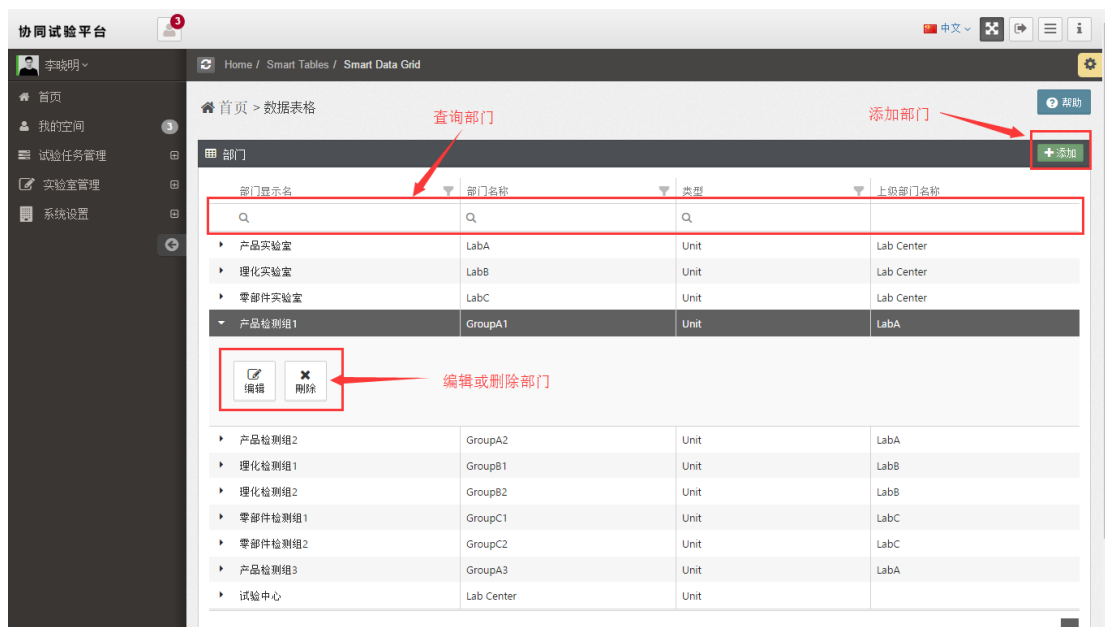 协同试验平台
3
中文
李晓明
Home / Smart Tables / Smart Data Grid
首页
首页 > 数据表格
帮助
我的空间 3
试验任务管理
实验室管理
系统设置
查询部门
添加部门
部门
添加
部门显示名 部门名称 类型 上级部门名称
产品实验室 LabA Unit Lab Center
理化实验室 LabB Unit Lab Center
零部件实验室 LabC Unit Lab Center
产品检测组1 GroupA1 Unit LabA
编辑 删除
编辑或删除部门
产品检测组2 GroupA2 Unit LabA
理化检测组1 GroupB1 Unit LabB
理化检测组2 GroupB2 Unit LabB
零部件检测组1 GroupC1 Unit LabC
零部件检测组2 GroupC2 Unit LabC
产品检测组3 GroupA3 Unit LabA
试验中心 Lab Center Unit